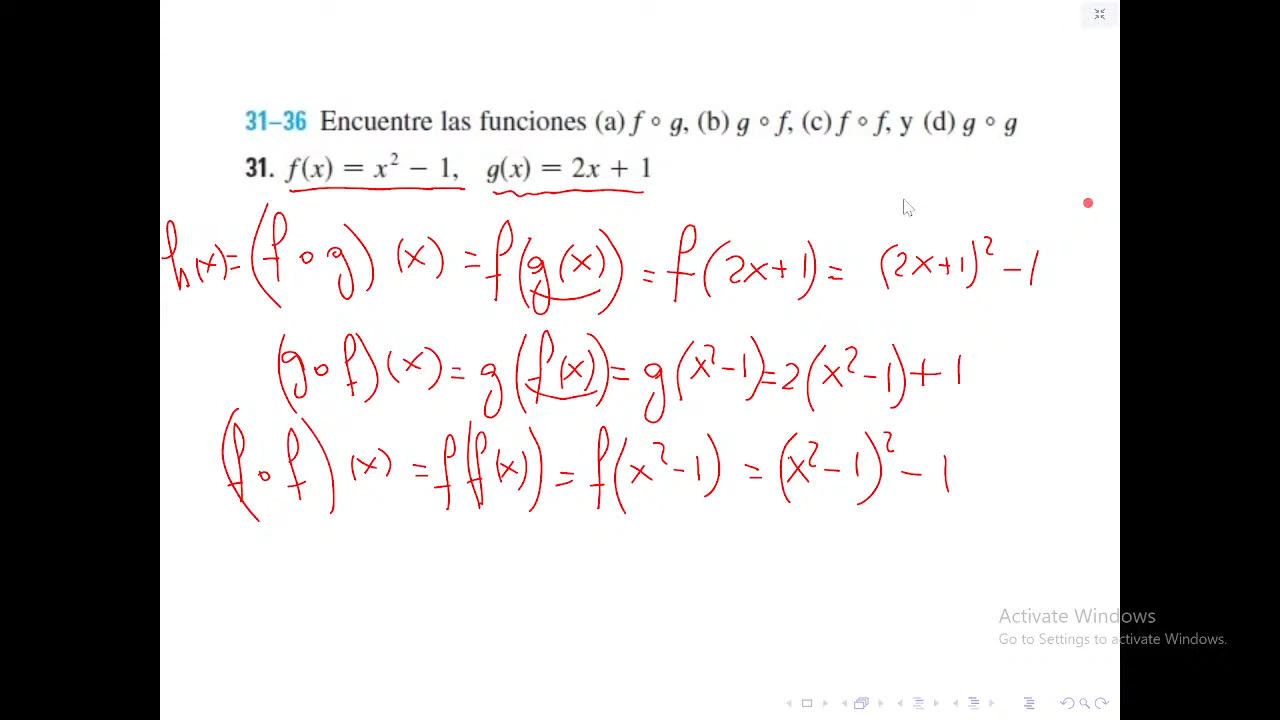 31–36 Encuentre las funciones (a) f ∘ g, (b) g ∘ f, (c) f ∘ f, y (d) g ∘ g
31. f(x) = x² − 1, g(x) = 2x + 1
h(x) = (f ∘ g)(x) = f(g(x)) = f(2x+1) = (2x+1)² − 1
(g ∘ f)(x) = g(f(x)) = g(x²−1) = 2(x²−1) + 1
(f ∘ f)(x) = f(f(x)) = f(x²−1) = (x²−1)² − 1
Activate Windows
Go to Settings to activate Windows.